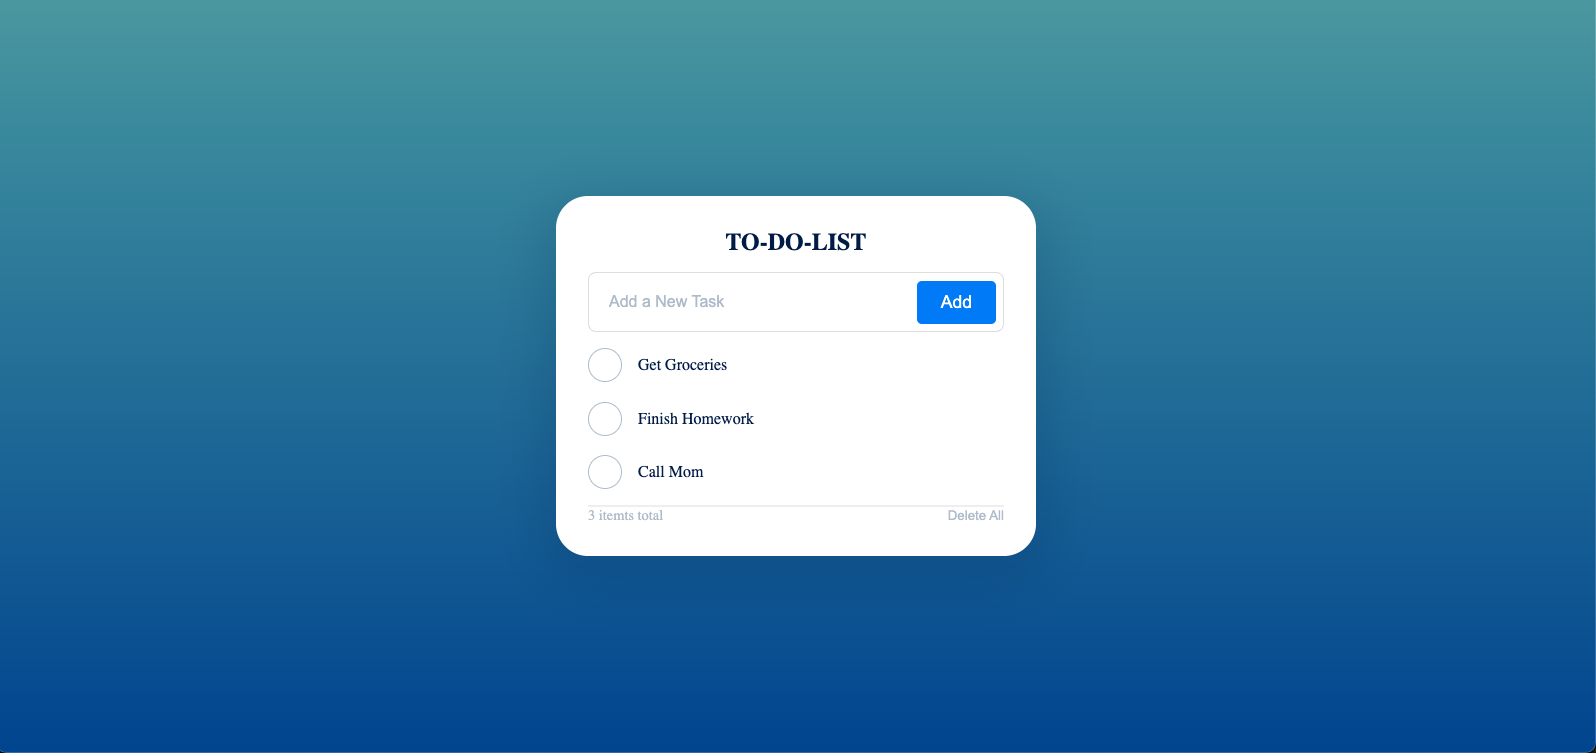 TO-DO-LIST
Add a New Task Add
Get Groceries
Finish Homework
Call Mom
3 itemts total Delete All